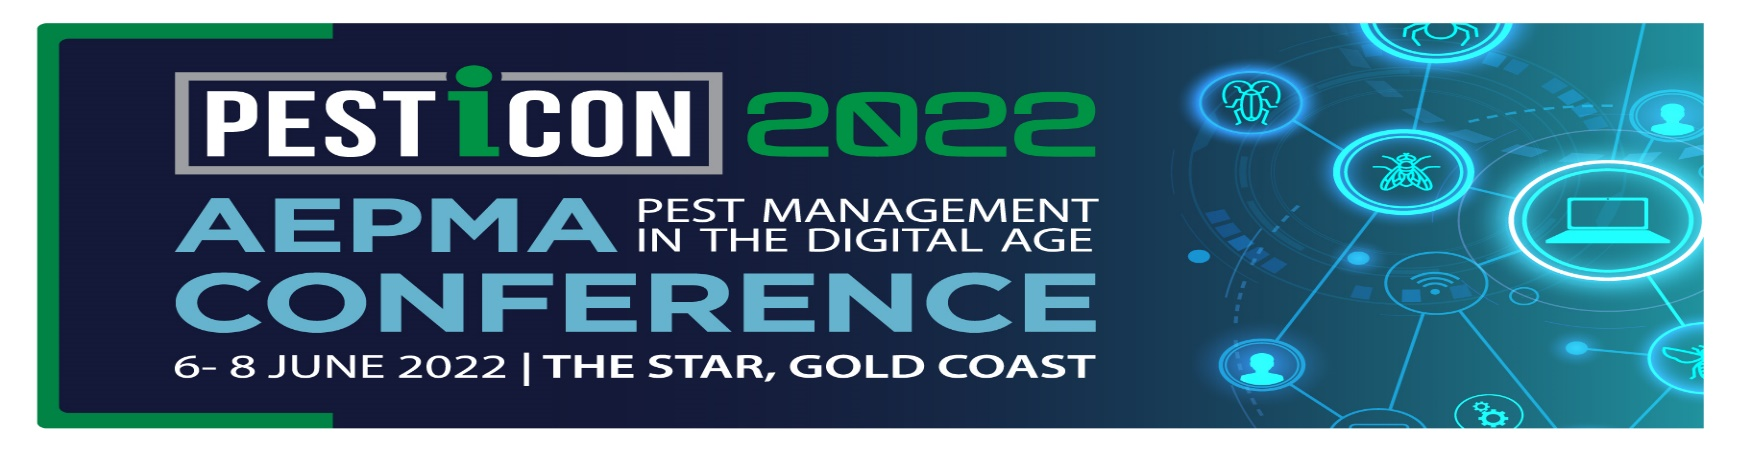 PESTiCON 2022
AEPMA PEST MANAGEMENT
IN THE DIGITAL AGE
CONFERENCE
6- 8 JUNE 2022 | THE STAR, GOLD COAST